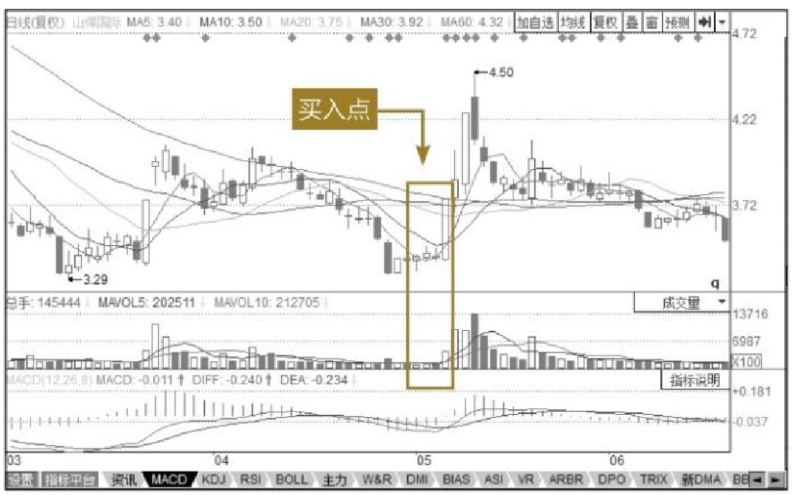 日线(复权) 山煤国际 MA5: 3.40↓ MA10: 3.50↓ MA20: 3.75↓ MA30: 3.92↓ MA60: 4.32↓ 加自选 均线 复权 叠 窗 预测
4.72
4.50
买入点
4.22
3.72
3.29
q
总手: 145444↓ MAVOL5: 202511↓ MAVOL10: 212705↓ 成交量
13716
6987
X100
MACD(12,26,9) MACD: -0.011↑ DIFF: -0.240↑ DEA: -0.234↓ 指标说明
+0.181
-0.037
03 04 05 06
设置 指标平台 资讯 MACD KDJ RSI BOLL 主力 W&R DMI BIAS ASI VR ARBR DPO TRIX 新DMA BB